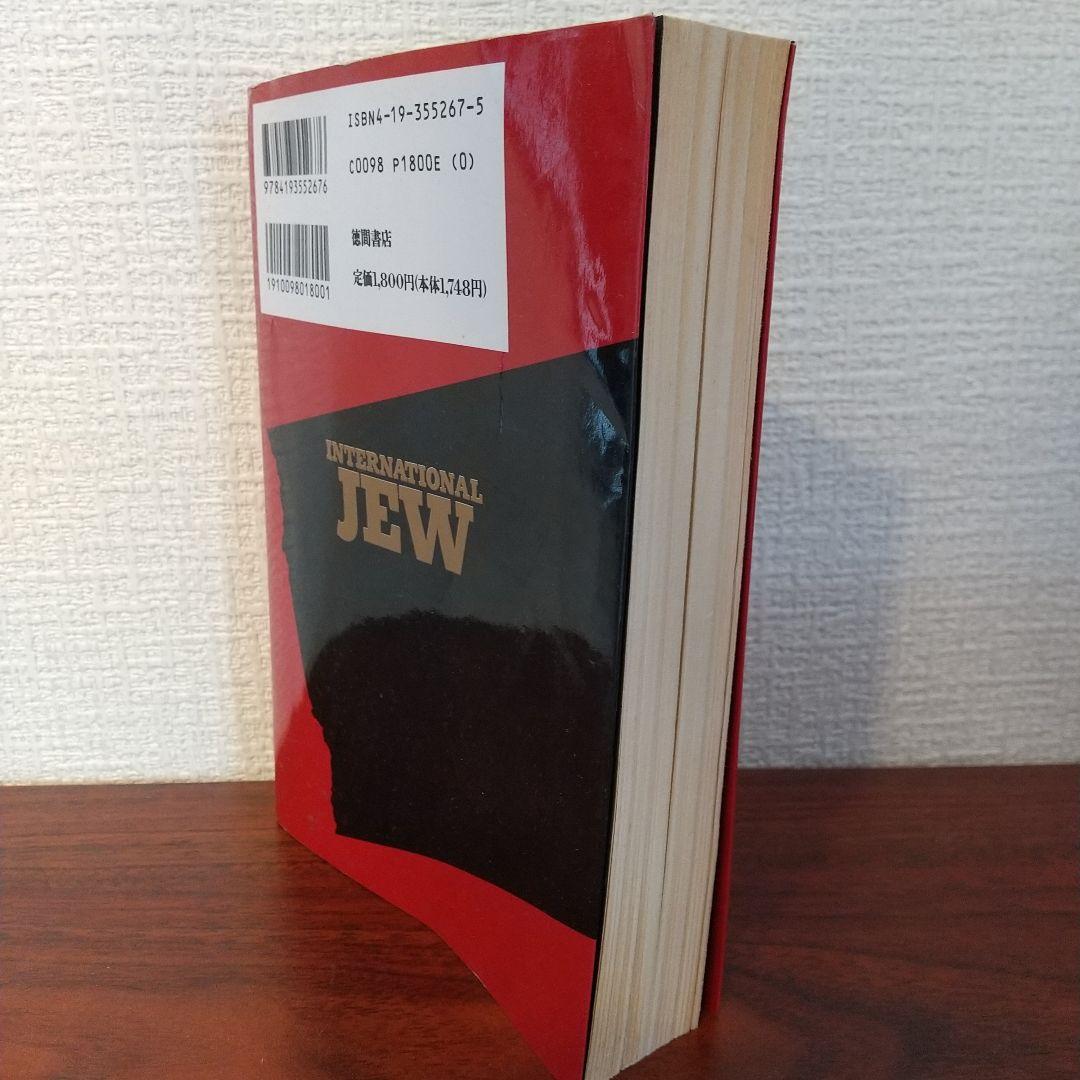 ISBN4-19-355267-5
C0098 P1800E (0)
9784193552676
徳間書店
定価1,800円(本体1,748円)
1910098018001
INTERNATIONAL
JEW